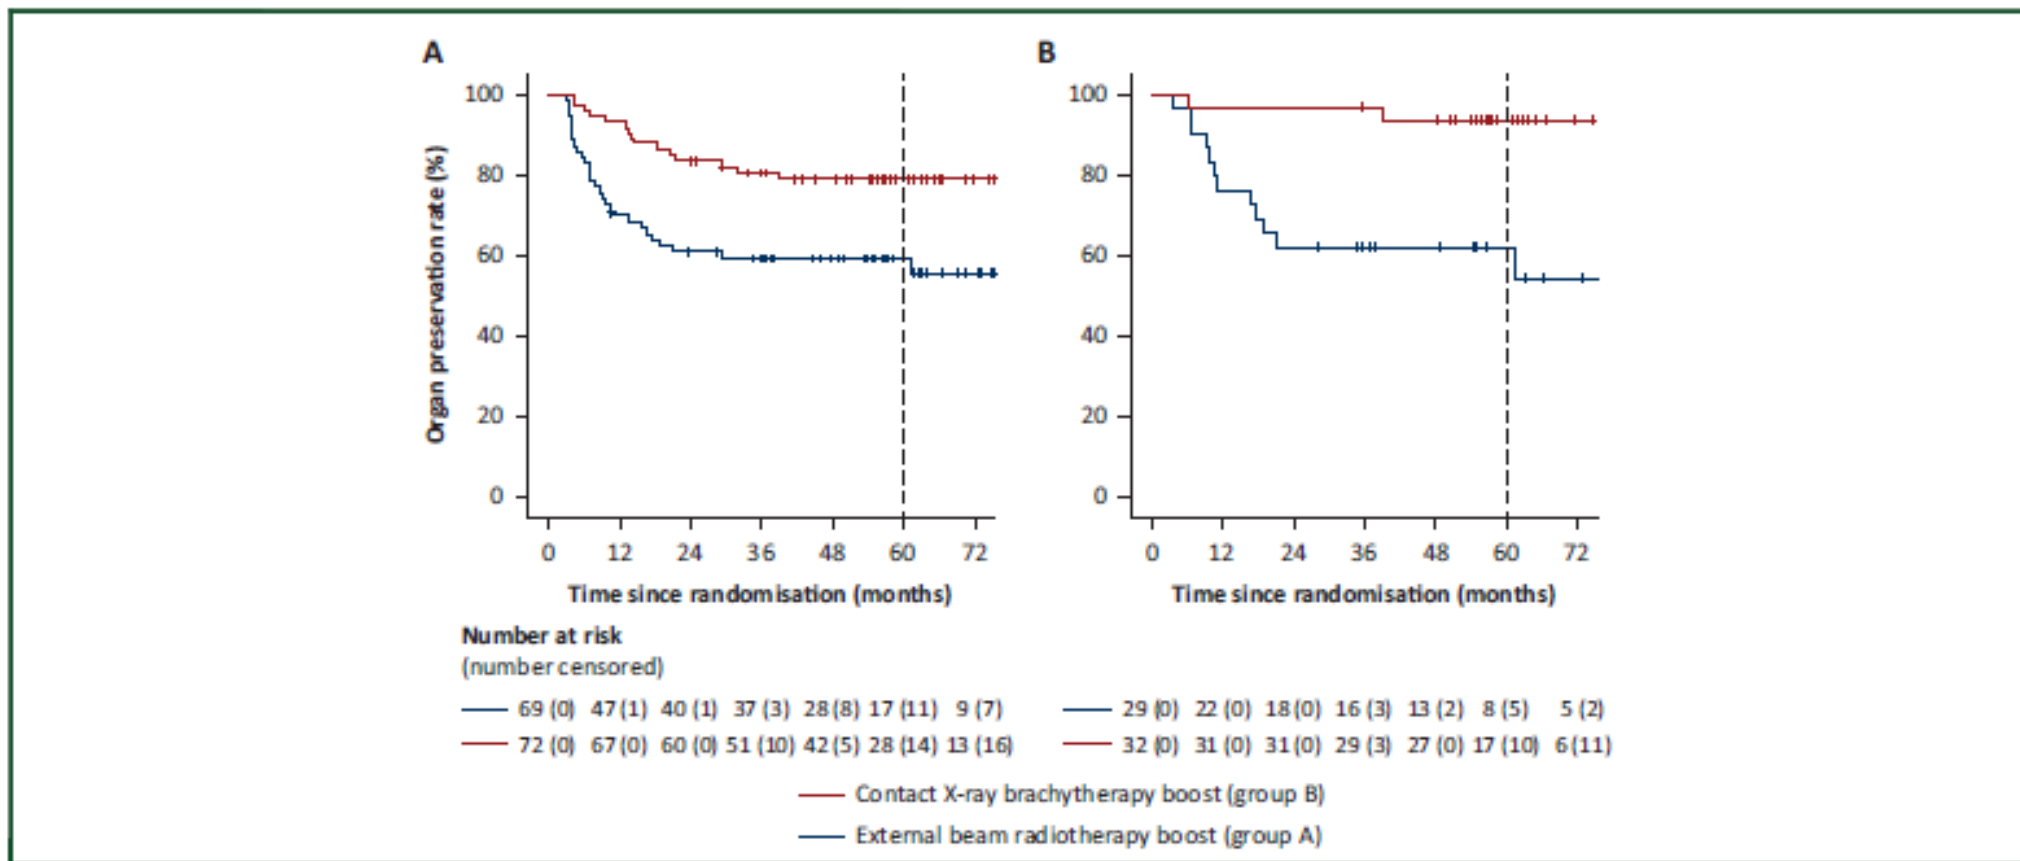 A
B
Organ preservation rate (%)
100
80
60
40
20
0
100
80
60
40
20
0
0 12 24 36 48 60 72
0 12 24 36 48 60 72
Time since randomisation (months)
Time since randomisation (months)
Number at risk
(number censored)
69 (0) 47 (1) 40 (1) 37 (3) 28 (8) 17 (11) 9 (7)
29 (0) 22 (0) 18 (0) 16 (3) 13 (2) 8 (5) 5 (2)
72 (0) 67 (0) 60 (0) 51 (10) 42 (5) 28 (14) 13 (16)
32 (0) 31 (0) 31 (0) 29 (3) 27 (0) 17 (10) 6 (11)
Contact X-ray brachytherapy boost (group B)
External beam radiotherapy boost (group A)